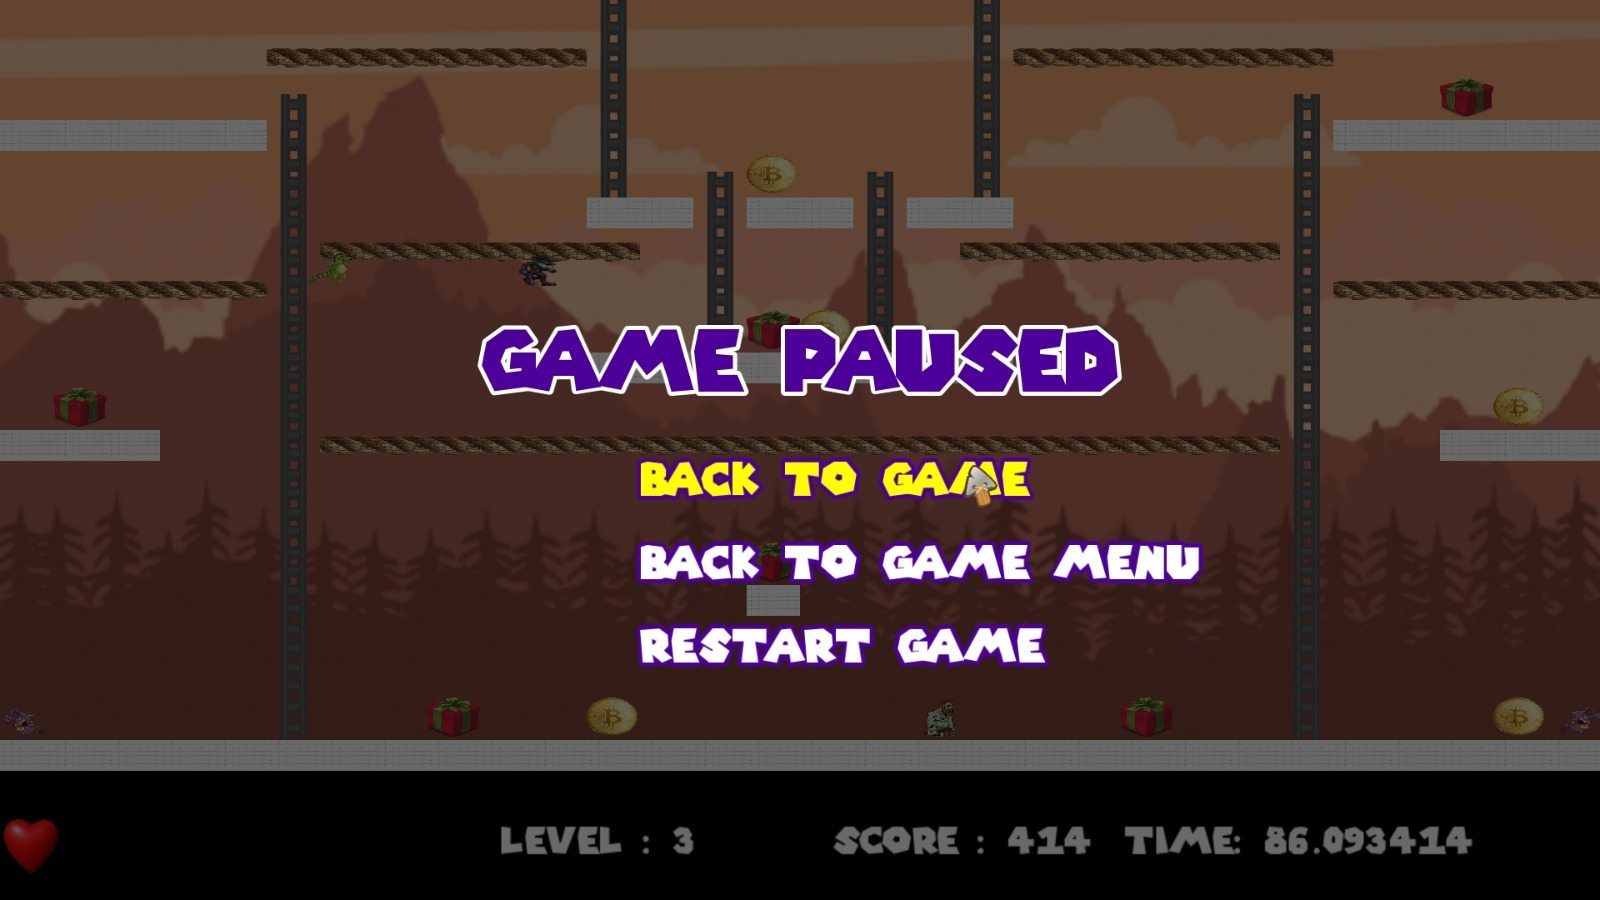 GAME PAUSED
BACK TO GAME
BACK TO GAME MENU
RESTART GAME
LEVEL : 3 SCORE : 414 TIME: 86.093414